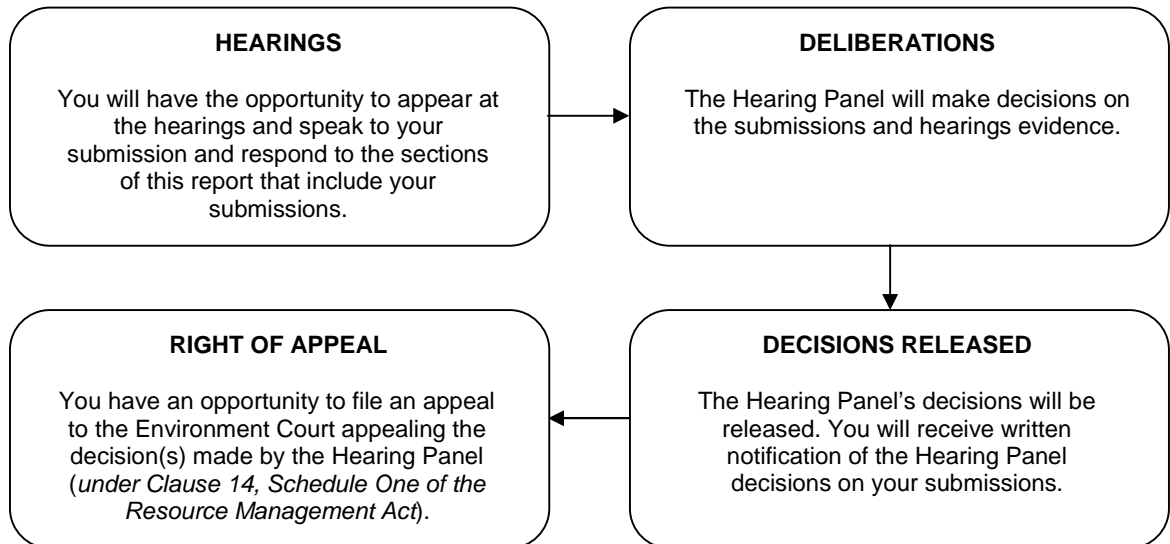 HEARINGS
You will have the opportunity to appear at
the hearings and speak to your
submission and respond to the sections
of this report that include your
submissions.
DELIBERATIONS
The Hearing Panel will make decisions on
the submissions and hearings evidence.
DECISIONS RELEASED
The Hearing Panel's decisions will be
released. You will receive written
notification of the Hearing Panel
decisions on your submissions.
RIGHT OF APPEAL
You have an opportunity to file an appeal
to the Environment Court appealing the
decision(s) made by the Hearing Panel
(under Clause 14, Schedule One of the
Resource Management Act).